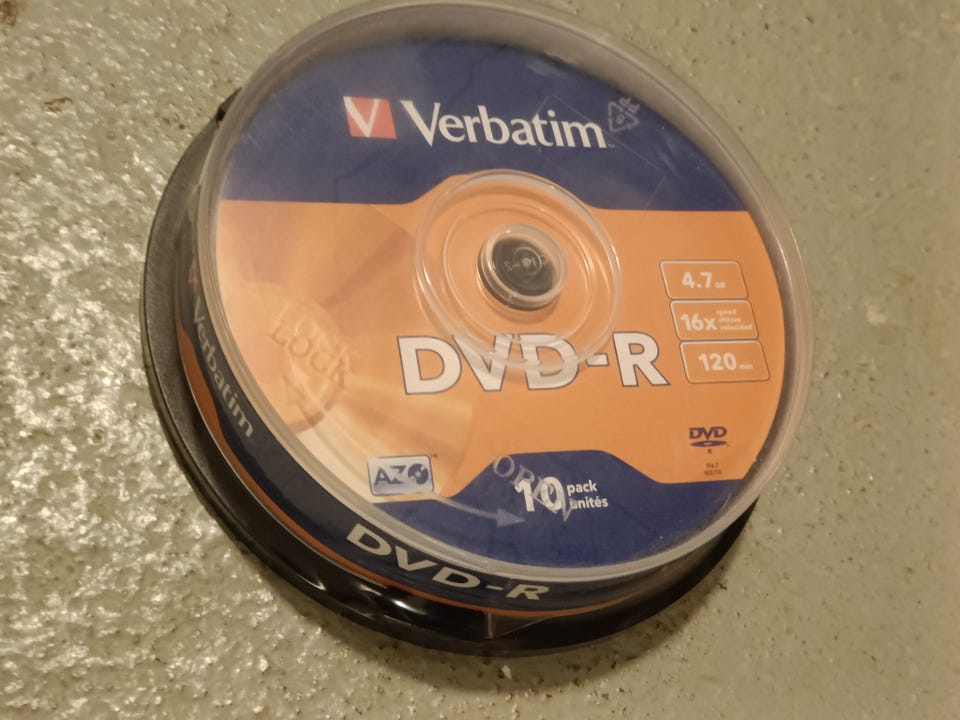 V Verbatim
4.7 GB
16x speed vitesse velocidad
DVD-R
120 min
LOCK
DVD
R
AZO
OPEN
10 pack unités
Verbatim
DVD-R